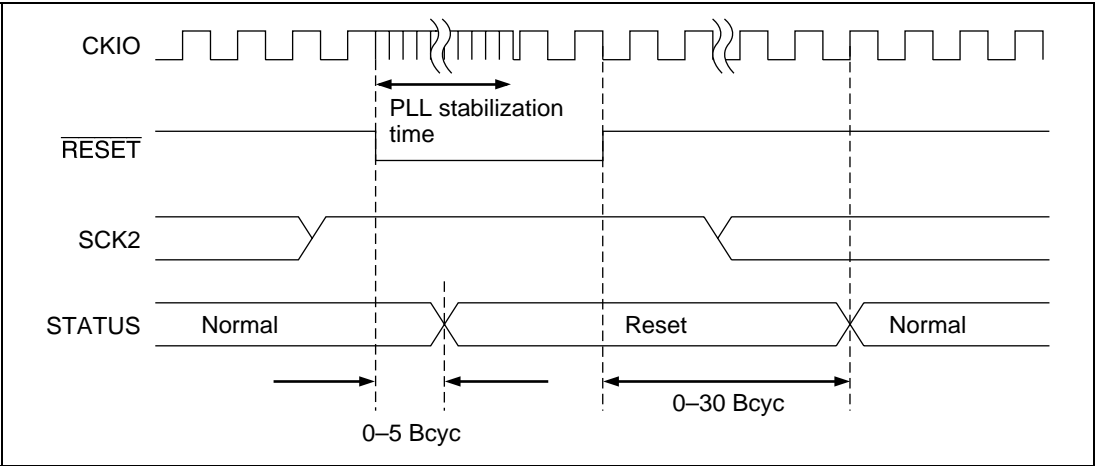 CKIO
PLL stabilization
time
RESET
SCK2
STATUS
Normal
Reset
Normal
0–30 Bcyc
0–5 Bcyc